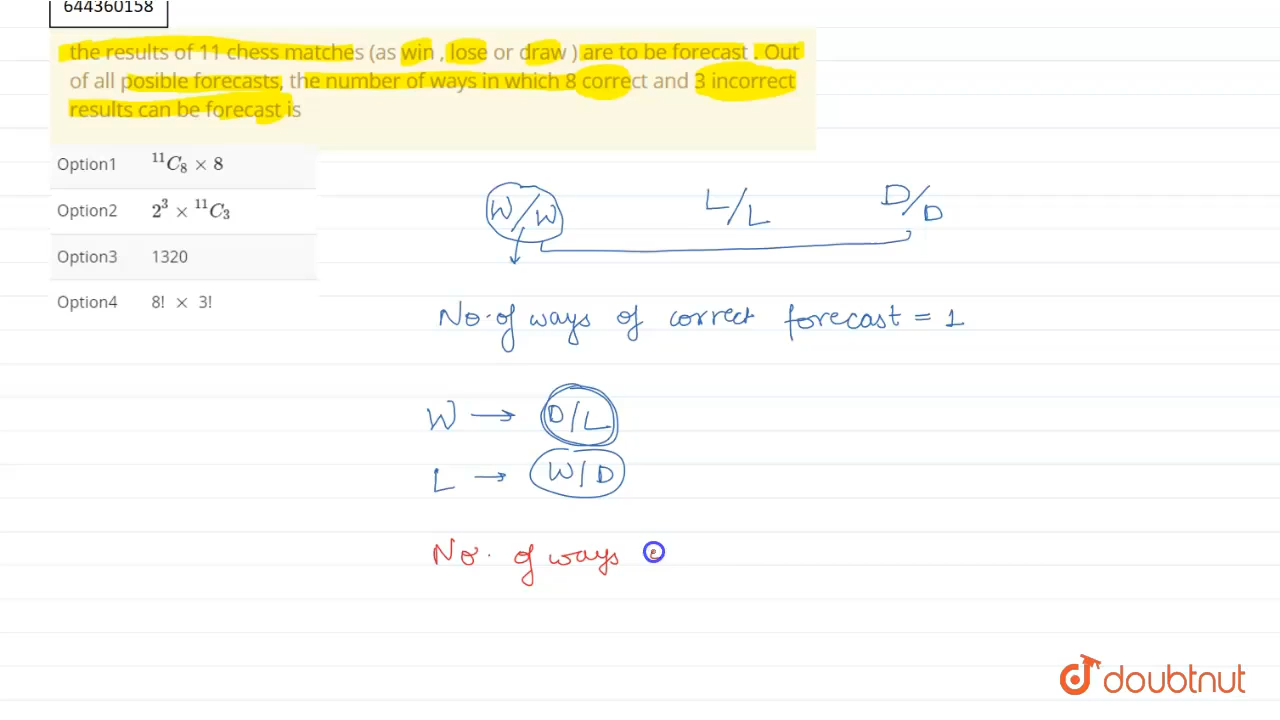 644360158
the results of 11 chess matches (as win , lose or draw ) are to be forecast . Out
of all posible forecasts, the number of ways in which 8 correct and 3 incorrect
results can be forecast is
Option1 ¹¹C₈ × 8
Option2 2³ × ¹¹C₃
Option3 1320
Option4 8! × 3!
W/W L/L D/D
No. of ways of correct forecast = 1
W → D/L
L → W/D
No. of ways
doubtnut